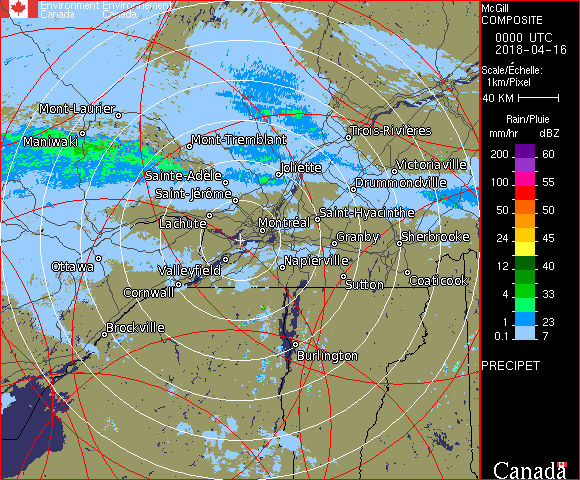 Environment Environnement
Canada Canada
McGill
COMPOSITE
0000 UTC
2018-04-16
Scale/Échelle:
1km/Pixel
40 KM
Rain/Pluie
mm/hr dBZ
200 60
100 55
50 50
24 45
12 40
4 33
1 23
0.1 7
PRECIPET
Canada
Mont-Laurier
Maniwaki
Trois-Rivières
Mont-Tremblant
Victoriaville
Joliette
Sainte-Adele
Drummondville
Saint-Jérôme
Saint-Hyacinthe
Lachute
Montréal
Granby
Sherbrooke
Ottawa
Valleyfield
Napierville
Coaticook
Sutton
Cornwall
Brockville
Burlington